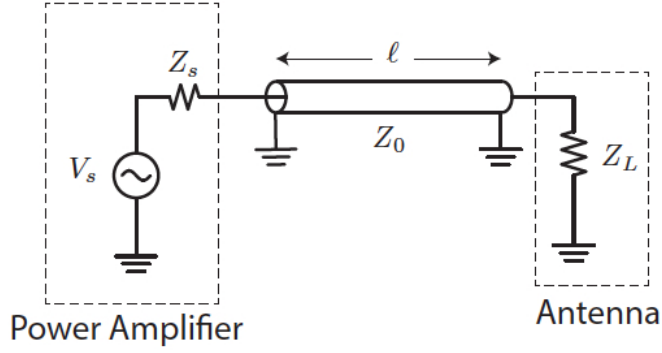 ℓ
Z_s
Z_0
V_s
Z_L
Power Amplifier
Antenna